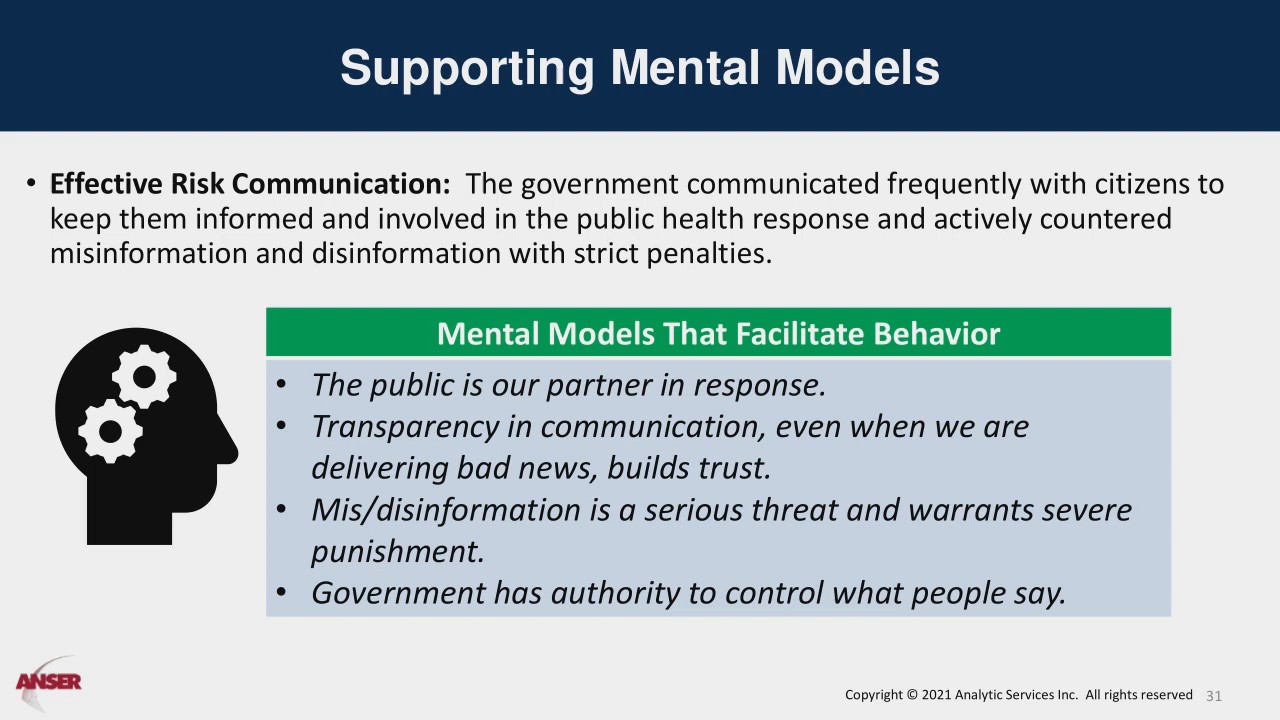 Supporting Mental Models
• Effective Risk Communication:  The government communicated frequently with citizens to
keep them informed and involved in the public health response and actively countered
misinformation and disinformation with strict penalties.
Mental Models That Facilitate Behavior
• The public is our partner in response.
• Transparency in communication, even when we are
delivering bad news, builds trust.
• Mis/disinformation is a serious threat and warrants severe
punishment.
• Government has authority to control what people say.
ANSER
Copyright © 2021 Analytic Services Inc.  All rights reserved 31